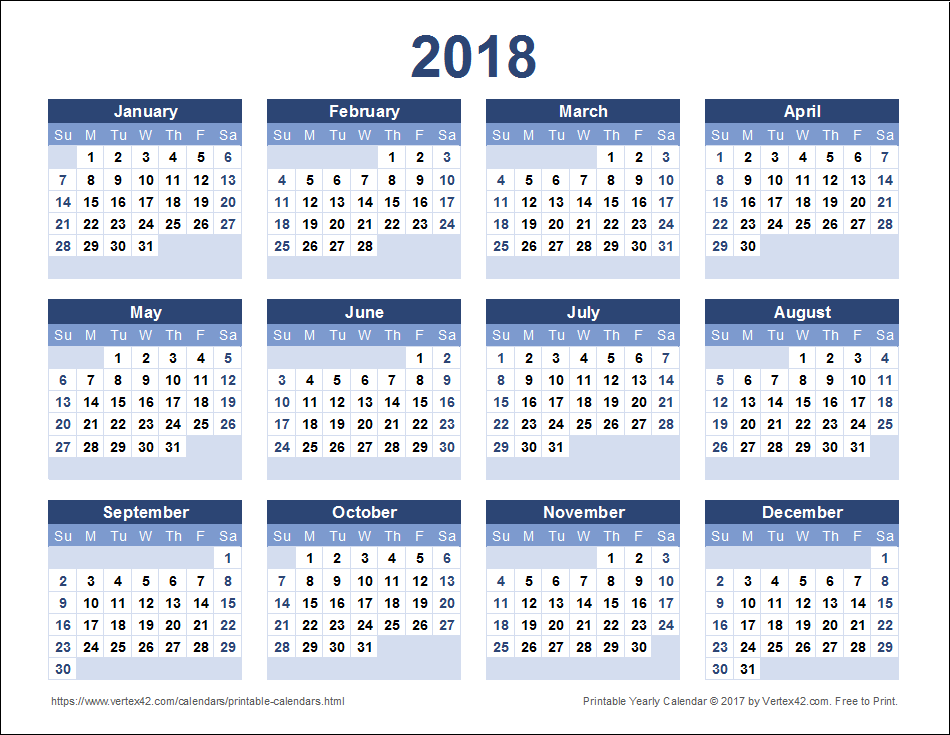 2018
January February March April
Su M Tu W Th F Sa Su M Tu W Th F Sa Su M Tu W Th F Sa Su M Tu W Th F Sa
1 2 3 4 5 6 1 2 3 1 2 3 1 2 3 4 5 6 7
7 8 9 10 11 12 13 4 5 6 7 8 9 10 4 5 6 7 8 9 10 8 9 10 11 12 13 14
14 15 16 17 18 19 20 11 12 13 14 15 16 17 11 12 13 14 15 16 17 15 16 17 18 19 20 21
21 22 23 24 25 26 27 18 19 20 21 22 23 24 18 19 20 21 22 23 24 22 23 24 25 26 27 28
28 29 30 31 25 26 27 28 25 26 27 28 29 30 31 29 30
May June July August
Su M Tu W Th F Sa Su M Tu W Th F Sa Su M Tu W Th F Sa Su M Tu W Th F Sa
1 2 3 4 5 1 2 1 2 3 4 5 6 7 1 2 3 4
6 7 8 9 10 11 12 3 4 5 6 7 8 9 8 9 10 11 12 13 14 5 6 7 8 9 10 11
13 14 15 16 17 18 19 10 11 12 13 14 15 16 15 16 17 18 19 20 21 12 13 14 15 16 17 18
20 21 22 23 24 25 26 17 18 19 20 21 22 23 22 23 24 25 26 27 28 19 20 21 22 23 24 25
27 28 29 30 31 24 25 26 27 28 29 30 29 30 31 26 27 28 29 30 31
September October November December
Su M Tu W Th F Sa Su M Tu W Th F Sa Su M Tu W Th F Sa Su M Tu W Th F Sa
1 1 2 3 4 5 6 1 2 3 1
2 3 4 5 6 7 8 7 8 9 10 11 12 13 4 5 6 7 8 9 10 2 3 4 5 6 7 8
9 10 11 12 13 14 15 14 15 16 17 18 19 20 11 12 13 14 15 16 17 9 10 11 12 13 14 15
16 17 18 19 20 21 22 21 22 23 24 25 26 27 18 19 20 21 22 23 24 16 17 18 19 20 21 22
23 24 25 26 27 28 29 28 29 30 31 25 26 27 28 29 30 23 24 25 26 27 28 29
30 30 31
https://www.vertex42.com/calendars/printable-calendars.html Printable Yearly Calendar © 2017 by Vertex42.com. Free to Print.